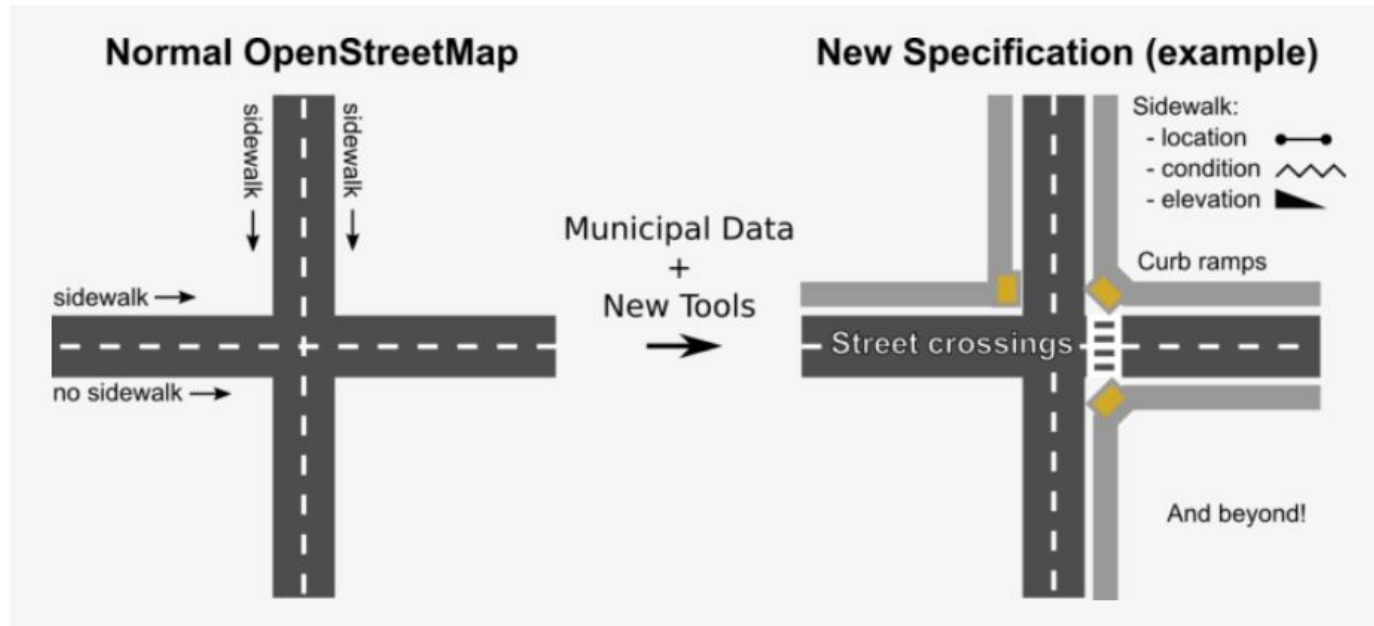 Normal OpenStreetMap
sidewalk
sidewalk
sidewalk
no sidewalk
Municipal Data
+
New Tools
New Specification (example)
Sidewalk:
- location
- condition
- elevation
Curb ramps
Street crossings
And beyond!